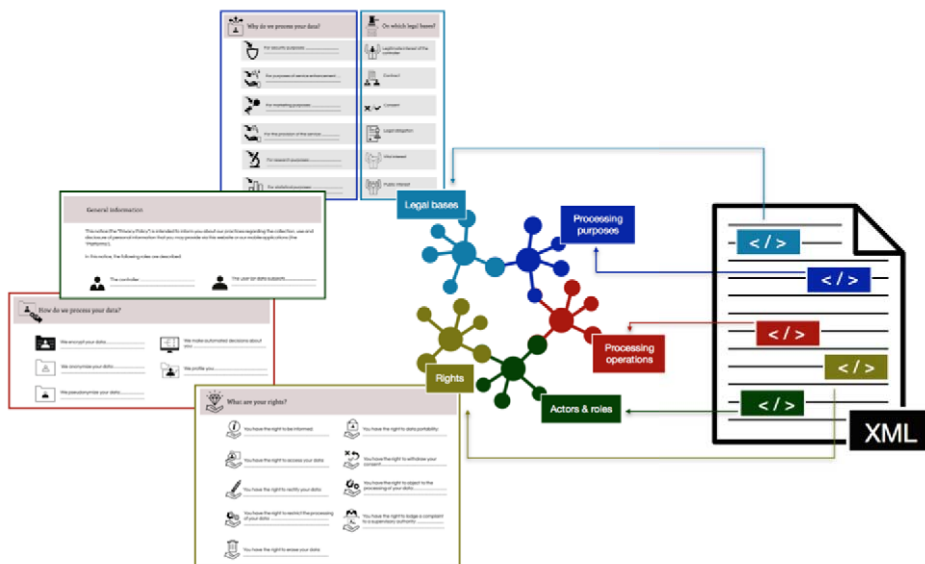 Why do we process your data?
For security purposes
For purposes of service enhancement
For marketing purposes
For the provision of the service
For research purposes
For statistical purposes
On which legal bases?
Legitimate interest of the
controller
Contract
Consent
Legal obligation
Vital interest
Public interest
General information
This notice (the "Privacy Policy") is intended to inform you about our practices regarding the collection, use and
disclosure of personal information that you may provide via this website or our mobile applications (the
"Platforms").
In this notice, the following roles are described:
The controller
The user (or data subject)
How do we process your data?
We encrypt your data
We anonymise your data
We pseudonymise your data
We make automated decisions about
you
We profile you
What are your rights?
You have the right to be informed
You have the right to access your data
You have the right to rectify your data
You have the right to restrict the processing
of your data
You have the right to erase your data
You have the right to data portability
You have the right to withdraw your
consent
You have the right to object to the
processing of your data
You have the right to lodge a complaint
to a supervisory authority
Legal bases
Processing
purposes
Processing
operations
Rights
Actors & roles
< / >
< / >
< / >
< / >
< / >
XML